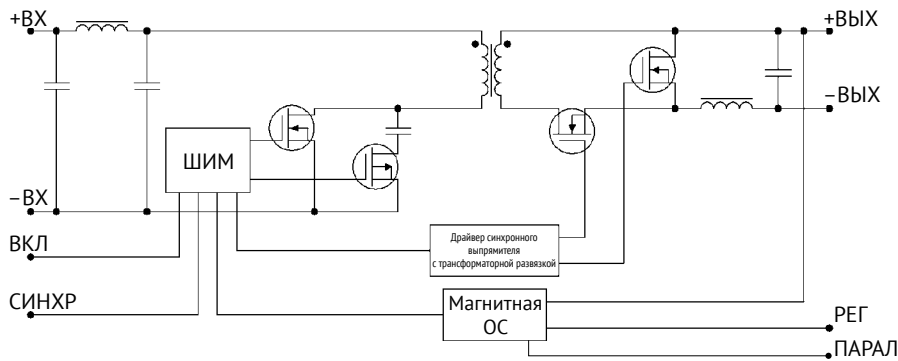 +ВХ
+ВЫХ
−ВЫХ
ШИМ
−ВХ
ВКЛ
Драйвер синхронного
выпрямителя
с трансформаторной развязкой
СИНХР
Магнитная
ОС
РЕГ
ПАРАЛ